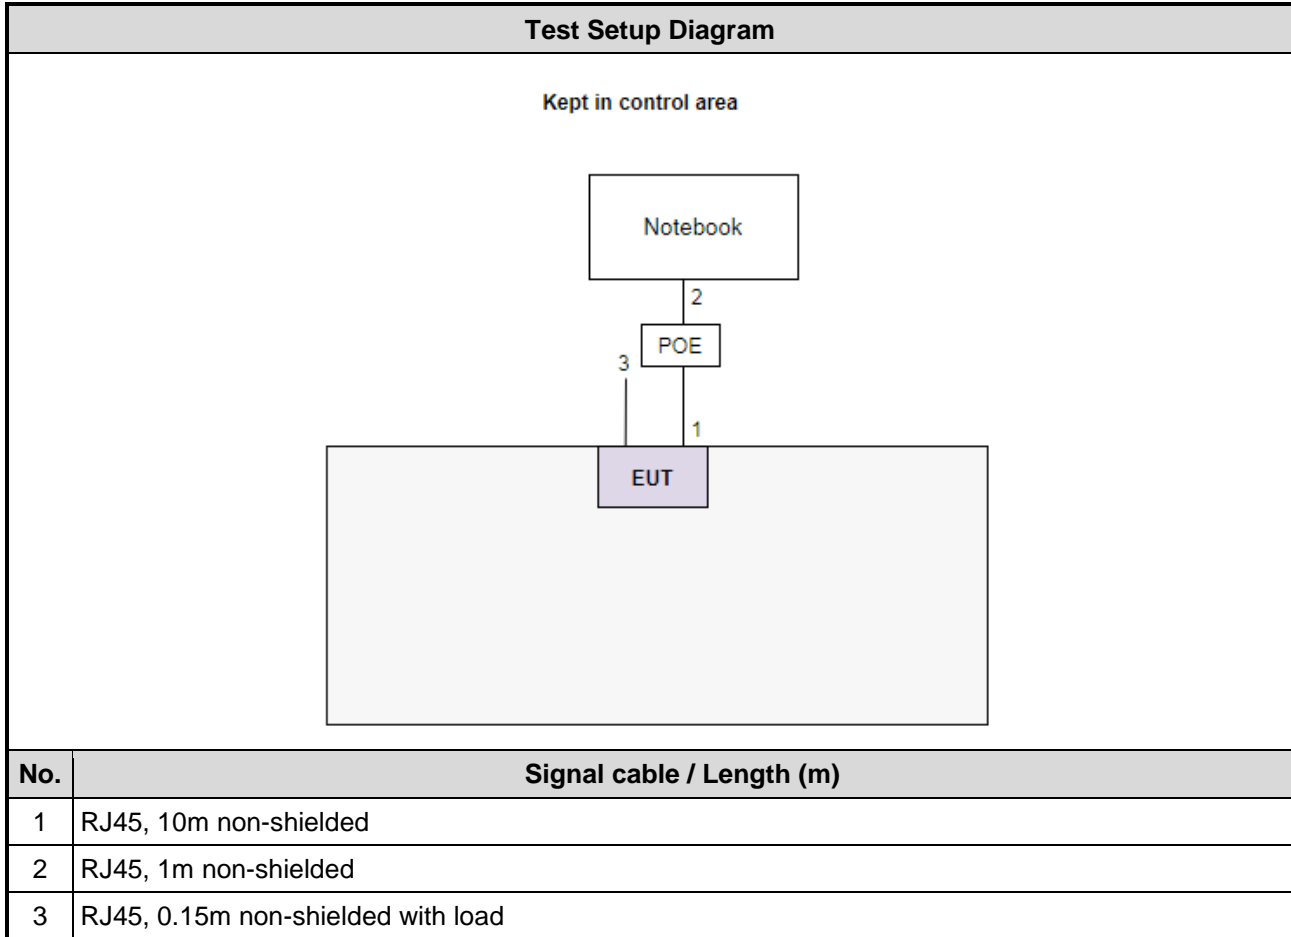 Test Setup Diagram
Kept in control area
Notebook
2
POE
3
1
EUT
No. Signal cable / Length (m)
1 RJ45, 10m non-shielded
2 RJ45, 1m non-shielded
3 RJ45, 0.15m non-shielded with load